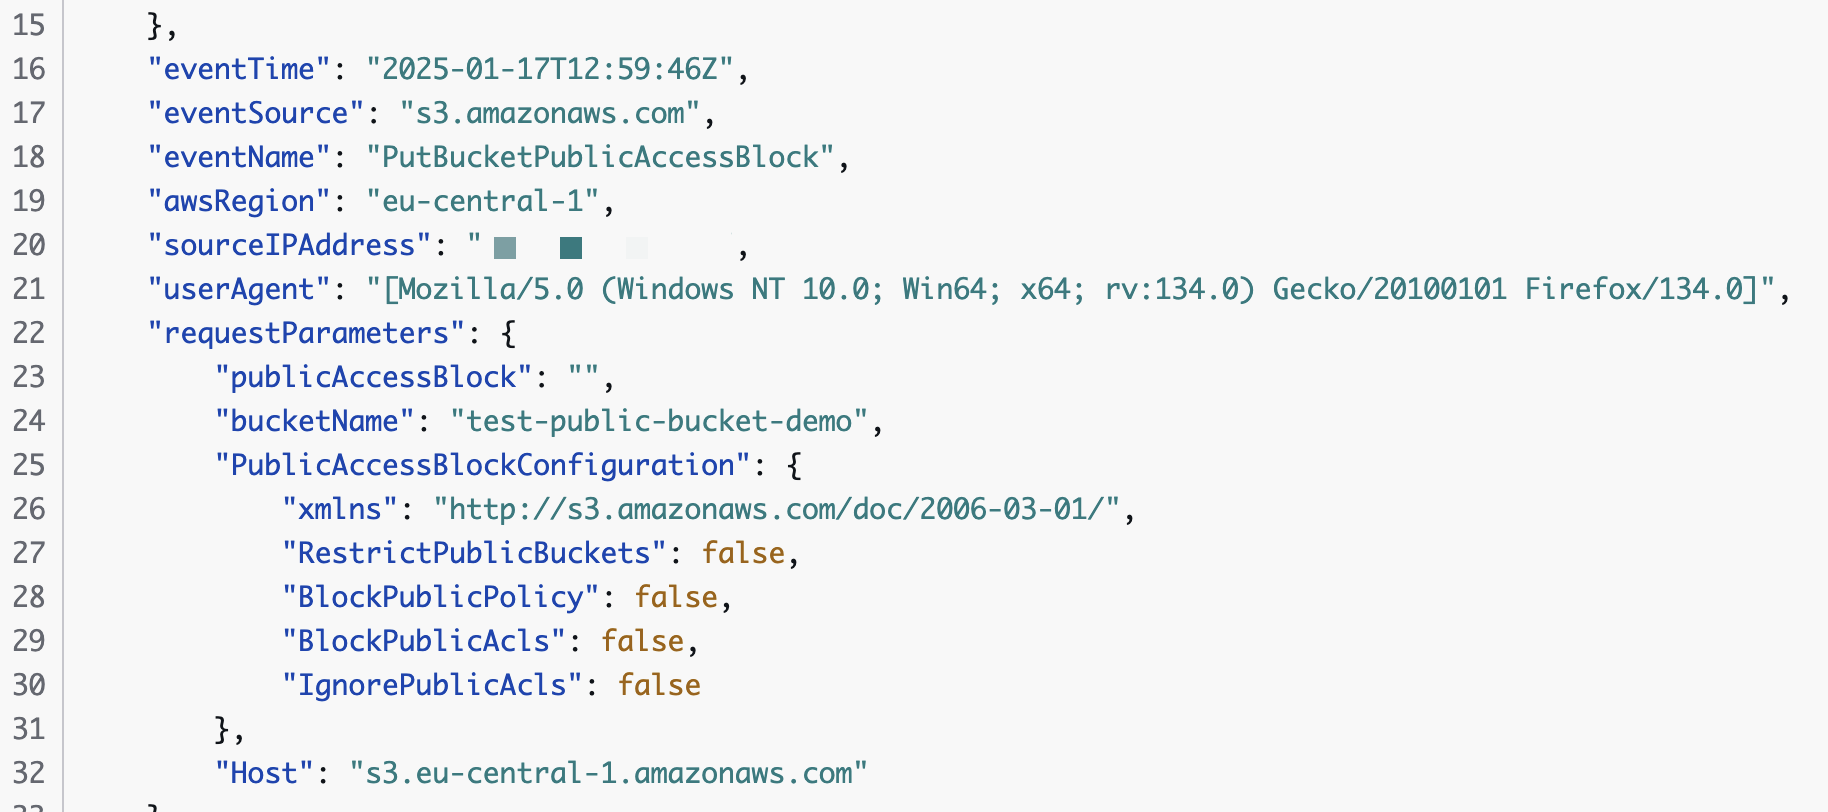 15 },
16 "eventTime": "2025-01-17T12:59:46Z",
17 "eventSource": "s3.amazonaws.com",
18 "eventName": "PutBucketPublicAccessBlock",
19 "awsRegion": "eu-central-1",
20 "sourceIPAddress": " ,
21 "userAgent": "[Mozilla/5.0 (Windows NT 10.0; Win64; x64; rv:134.0) Gecko/20100101 Firefox/134.0]",
22 "requestParameters": {
23 "publicAccessBlock": "",
24 "bucketName": "test-public-bucket-demo",
25 "PublicAccessBlockConfiguration": {
26 "xmlns": "http://s3.amazonaws.com/doc/2006-03-01/",
27 "RestrictPublicBuckets": false,
28 "BlockPublicPolicy": false,
29 "BlockPublicAcls": false,
30 "IgnorePublicAcls": false
31 },
32 "Host": "s3.eu-central-1.amazonaws.com"